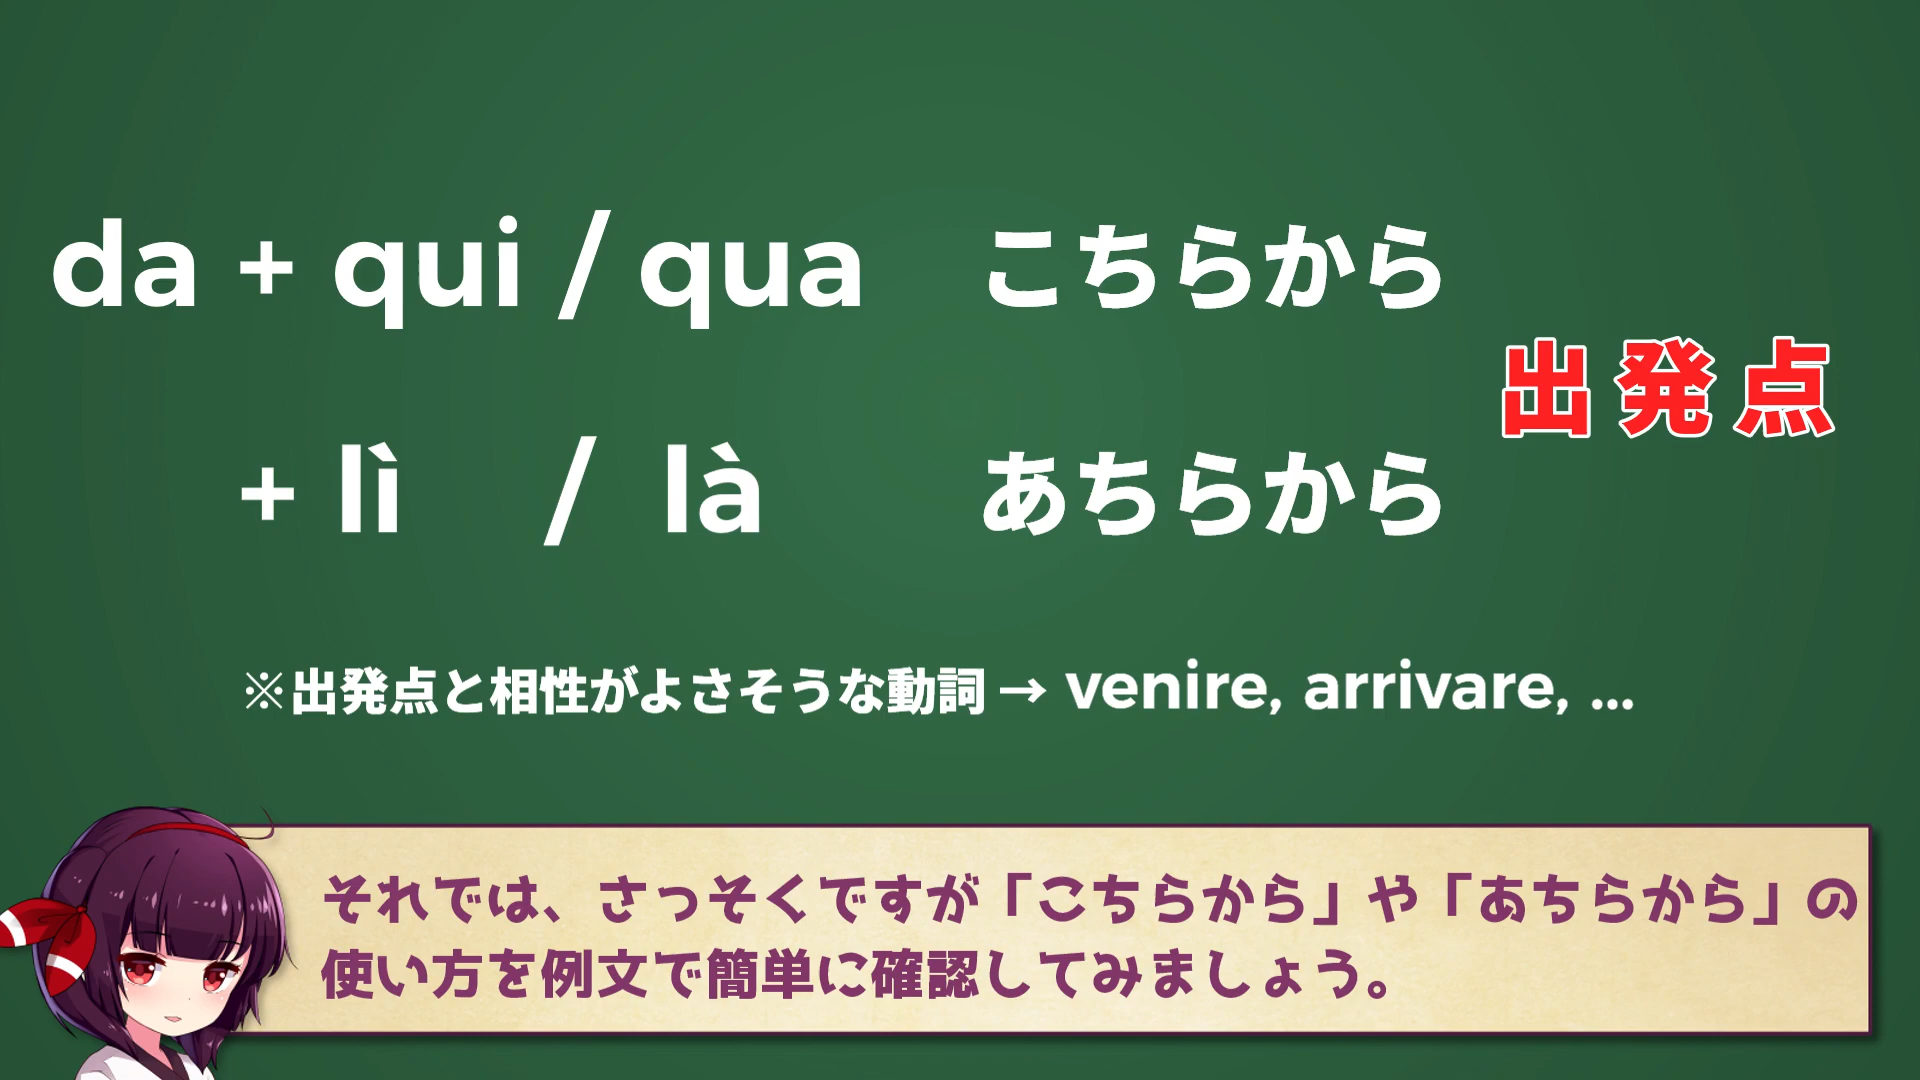 da + qui / qua こちらから
出発点
+ lì / là あちらから
※出発点と相性がよさそうな動詞 → venire, arrivare, ...
それでは、さっそくですが「こちらから」や「あちらから」の
使い方を例文で簡単に確認してみましょう。